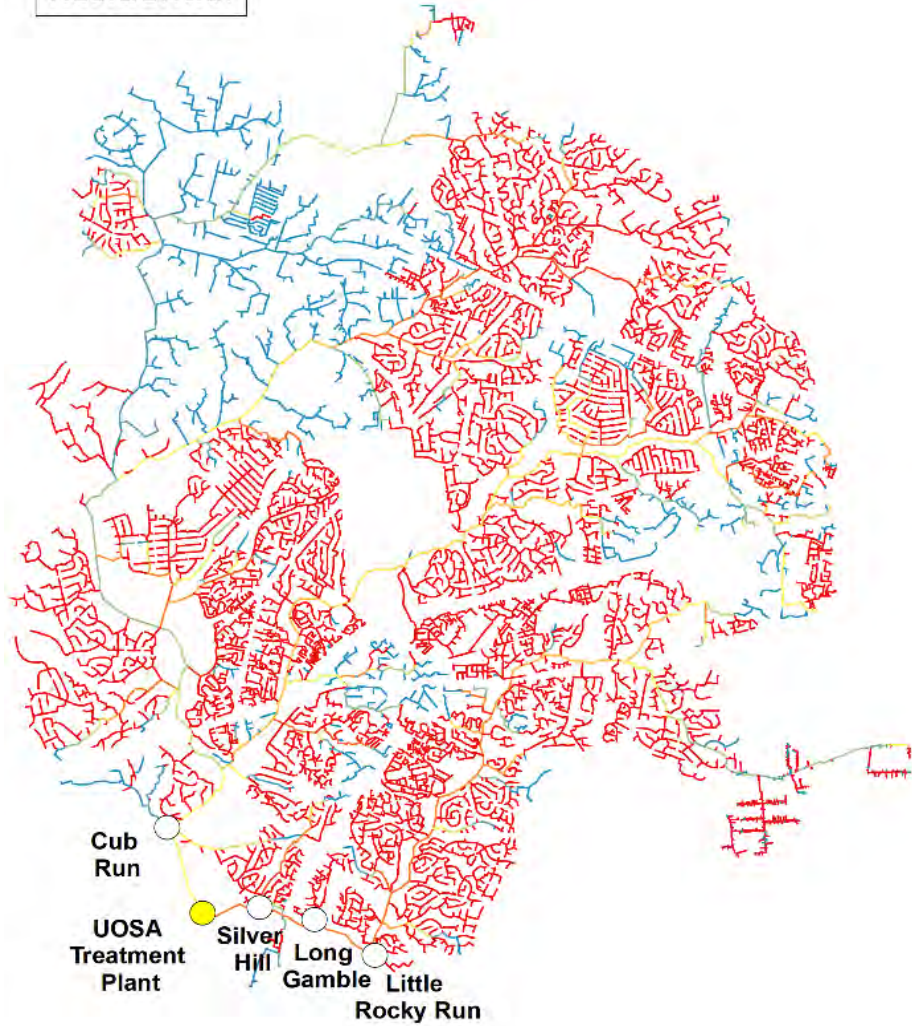 Cub
Run
UOSA
Treatment
Plant
Silver
Hill
Long
Gamble
Little
Rocky Run